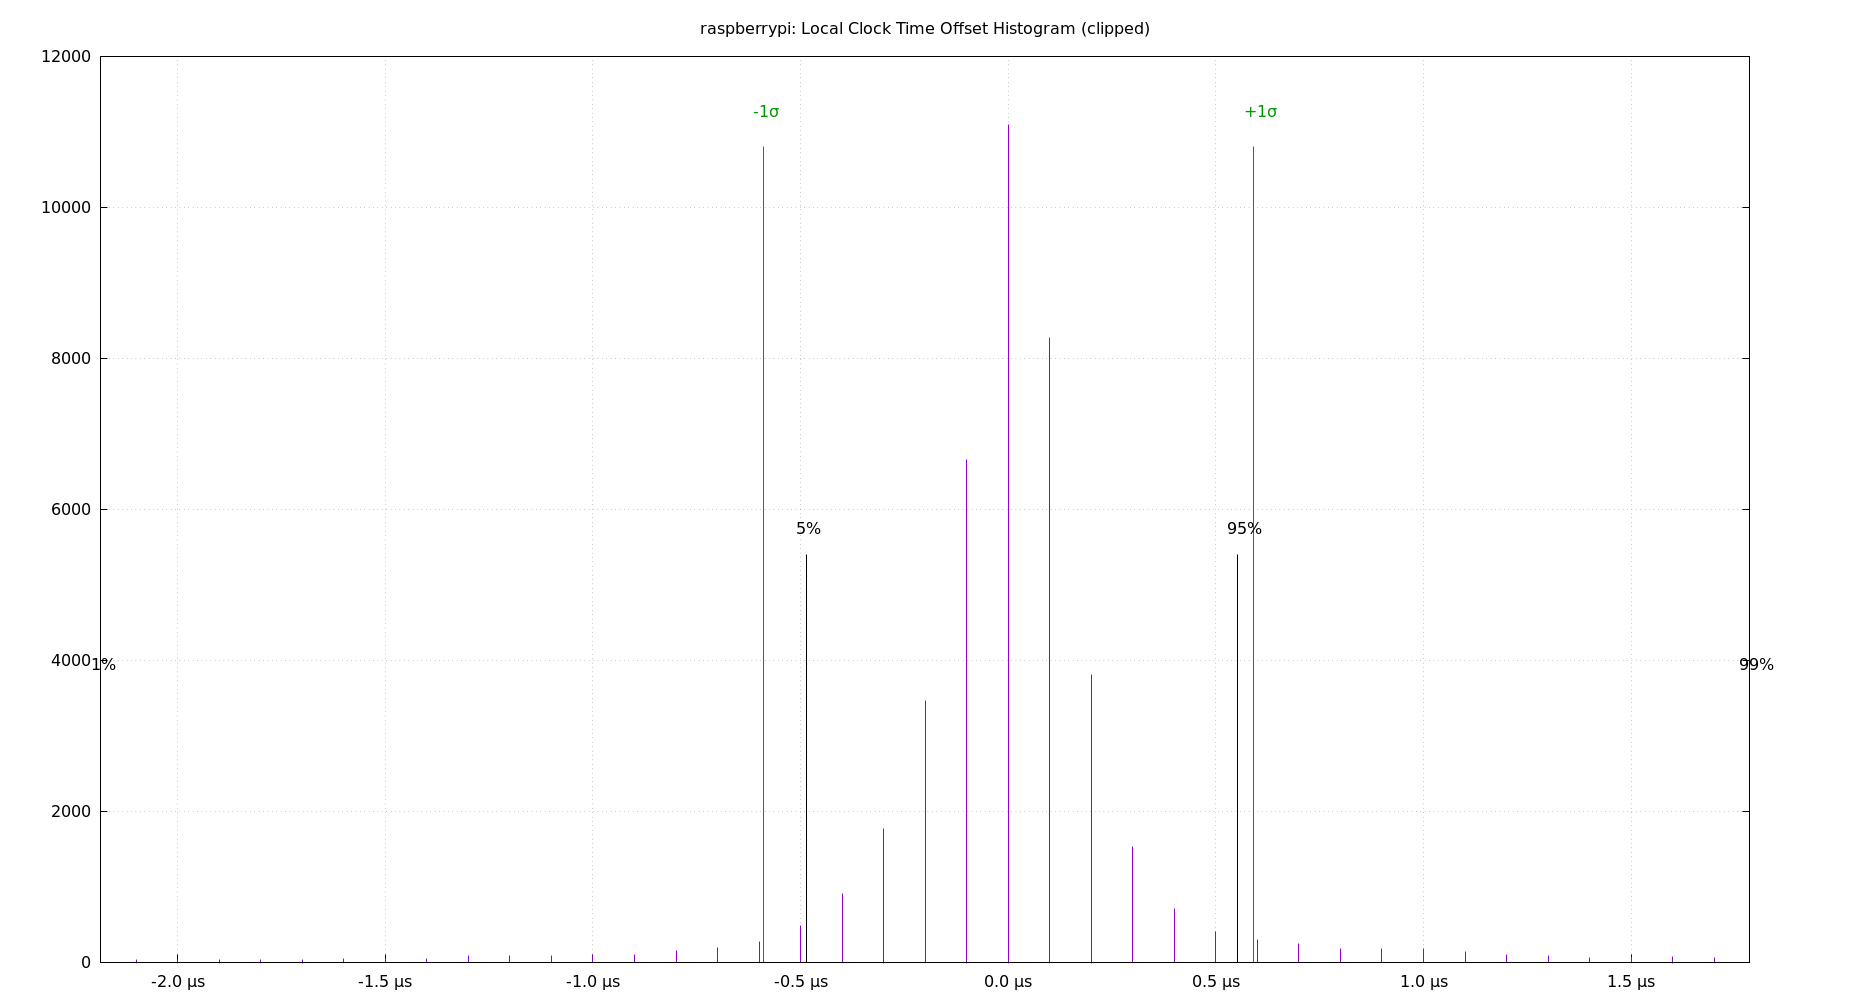 raspberrypi: Local Clock Time Offset Histogram (clipped)
12000
-1σ
+1σ
10000
8000
6000
5%
95%
4000
1%
99%
2000
0
-2.0 µs
-1.5 µs
-1.0 µs
-0.5 µs
0.0 µs
0.5 µs
1.0 µs
1.5 µs